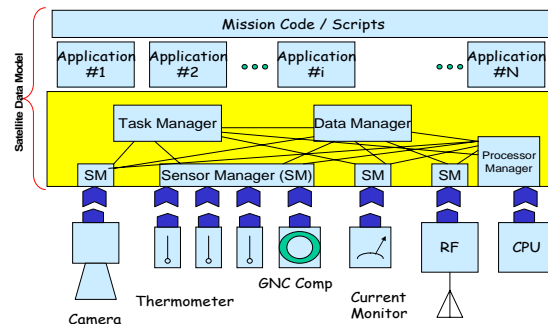 Mission Code / Scripts
Satellite Data Model
Application
#1
Application
#2
Application
#i
Application
#N
Task Manager
Data Manager
Processor
Manager
SM
Sensor Manager (SM)
SM
SM
RF
CPU
GNC Comp
Thermometer
Current
Monitor
Camera